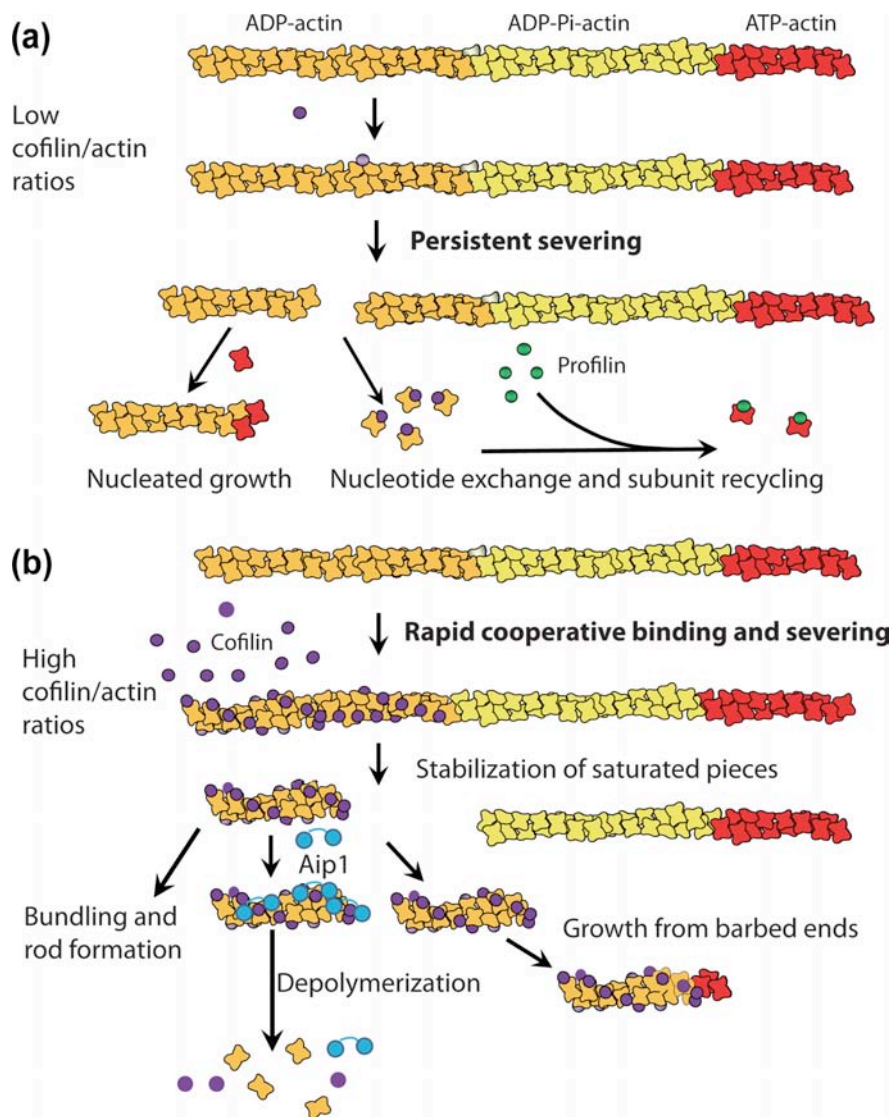 (a)
ADP-actin
ADP-Pi-actin
ATP-actin
Low
cofilin/actin
ratios
Persistent severing
Profilin
Nucleated growth
Nucleotide exchange and subunit recycling
(b)
Rapid cooperative binding and severing
Cofilin
High
cofilin/actin
ratios
Stabilization of saturated pieces
Aip1
Bundling and
rod formation
Growth from barbed ends
Depolymerization